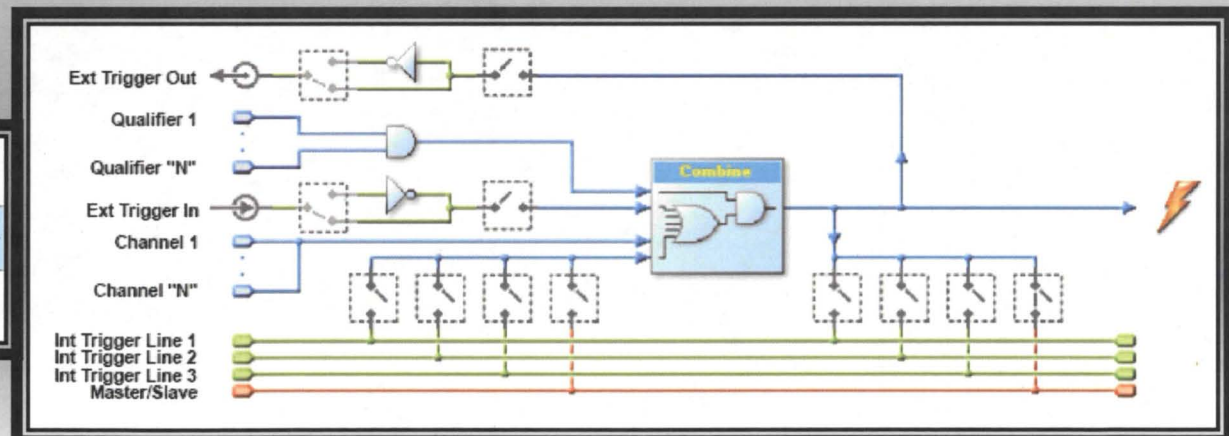 Ext Trigger Out
Qualifier 1
Qualifier "N"
Ext Trigger In
Channel 1
Channel "N"
Combine
Int Trigger Line 1
Int Trigger Line 2
Int Trigger Line 3
Master/Slave